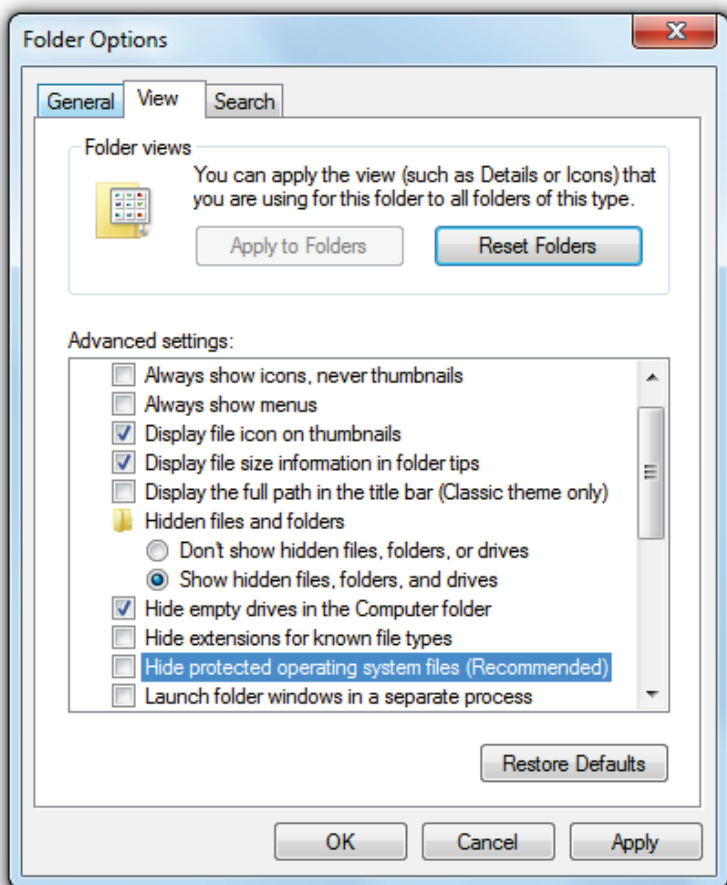 Folder Options
General View Search
Folder views
You can apply the view (such as Details or Icons) that
you are using for this folder to all folders of this type.
Apply to Folders Reset Folders
Advanced settings:
Always show icons, never thumbnails
Always show menus
Display file icon on thumbnails
Display file size information in folder tips
Display the full path in the title bar (Classic theme only)
Hidden files and folders
Don't show hidden files, folders, or drives
Show hidden files, folders, and drives
Hide empty drives in the Computer folder
Hide extensions for known file types
Hide protected operating system files (Recommended)
Launch folder windows in a separate process
Restore Defaults
OK Cancel Apply